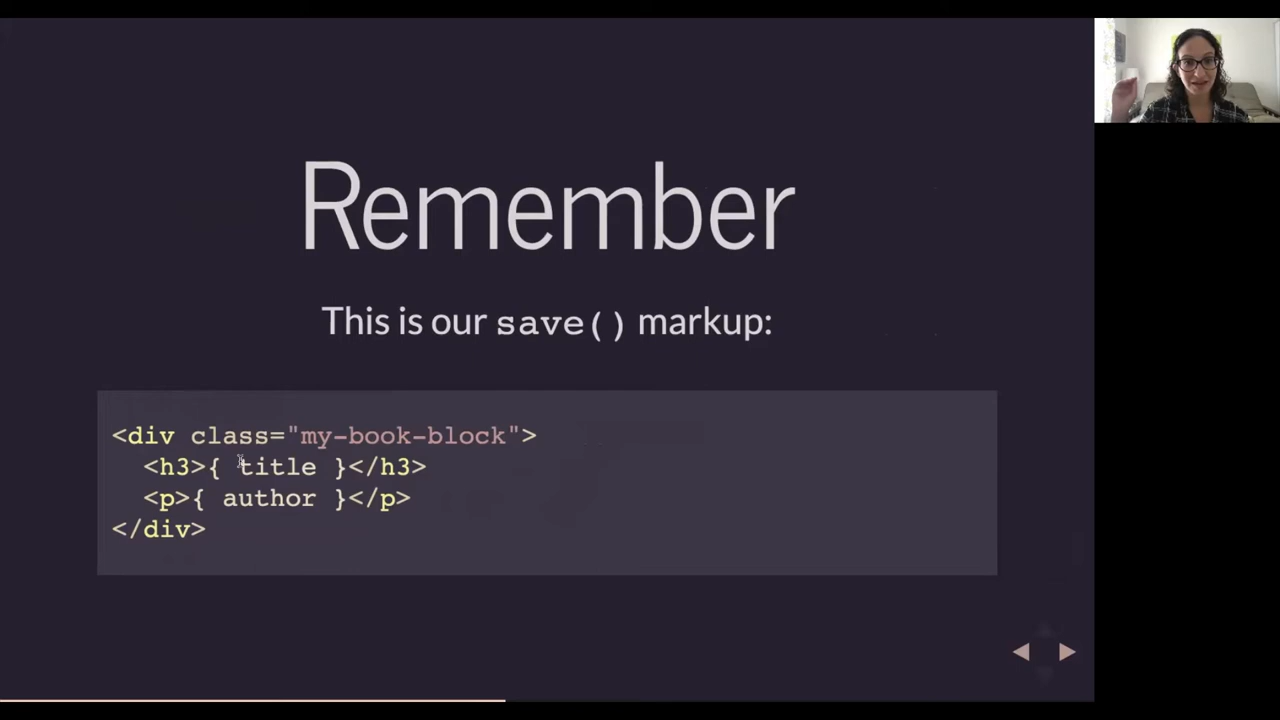 Remember
This is our save() markup:
<div class="my-book-block">
  <h3>{ title }</h3>
  <p>{ author }</p>
</div>